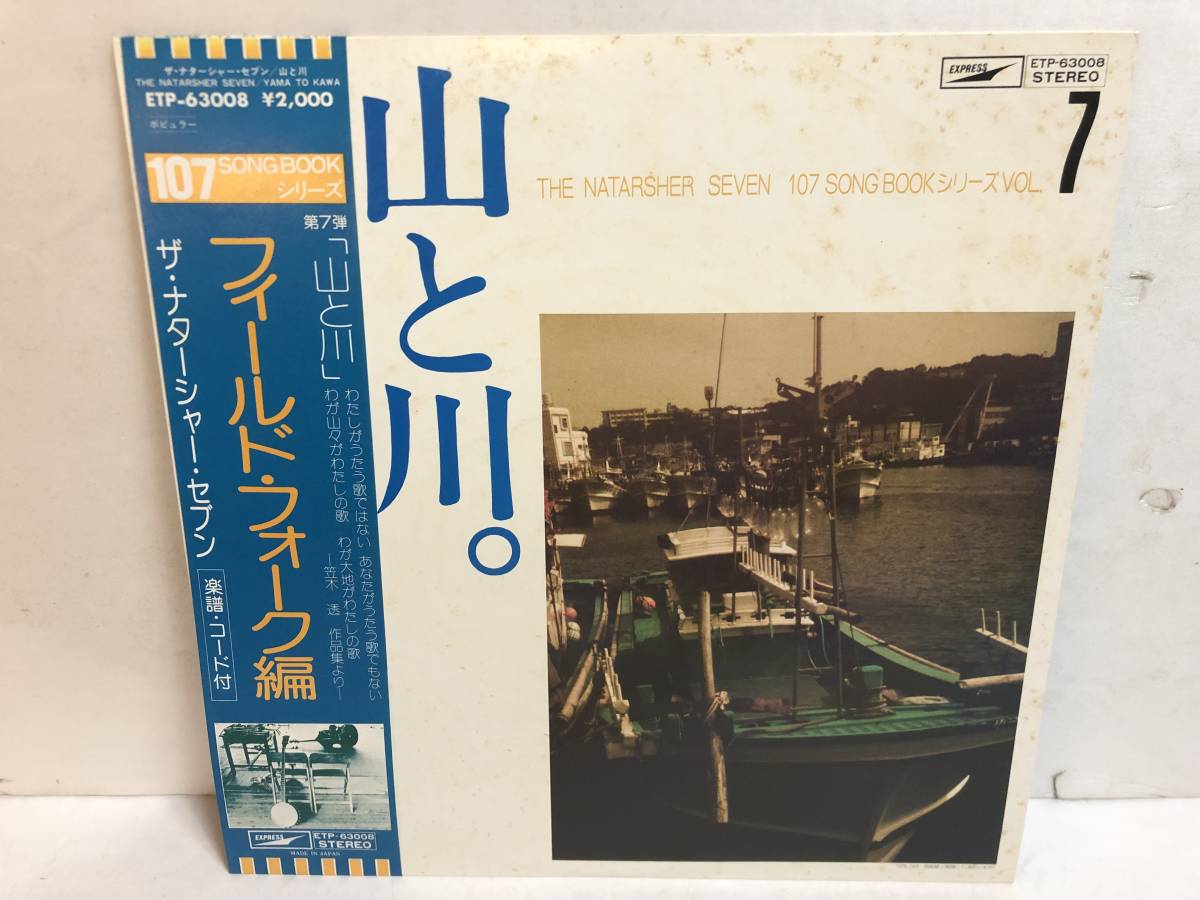 ザ・ナターシャー・セブン/山と川
THE NATARSHER SEVEN/YAMA TO KAWA
ETP-63008 ¥2,000
ポピュラー
107 SONG BOOK
シリーズ
第7弾
「山と川」
わたしがうたう歌ではない あなたがうたう歌でもない
わが山々がわたしの歌 わが大地がわたしの歌
―笠木 透 作品集より―
フィールド・フォーク編
ザ・ナターシャー・セブン
楽譜・コード付
EXPRESS
ETP-63008
STEREO
MADE IN JAPAN
山と川。
EXPRESS
ETP-63008
STEREO
THE NATARSHER SEVEN 107 SONG BOOKシリーズVOL.
7